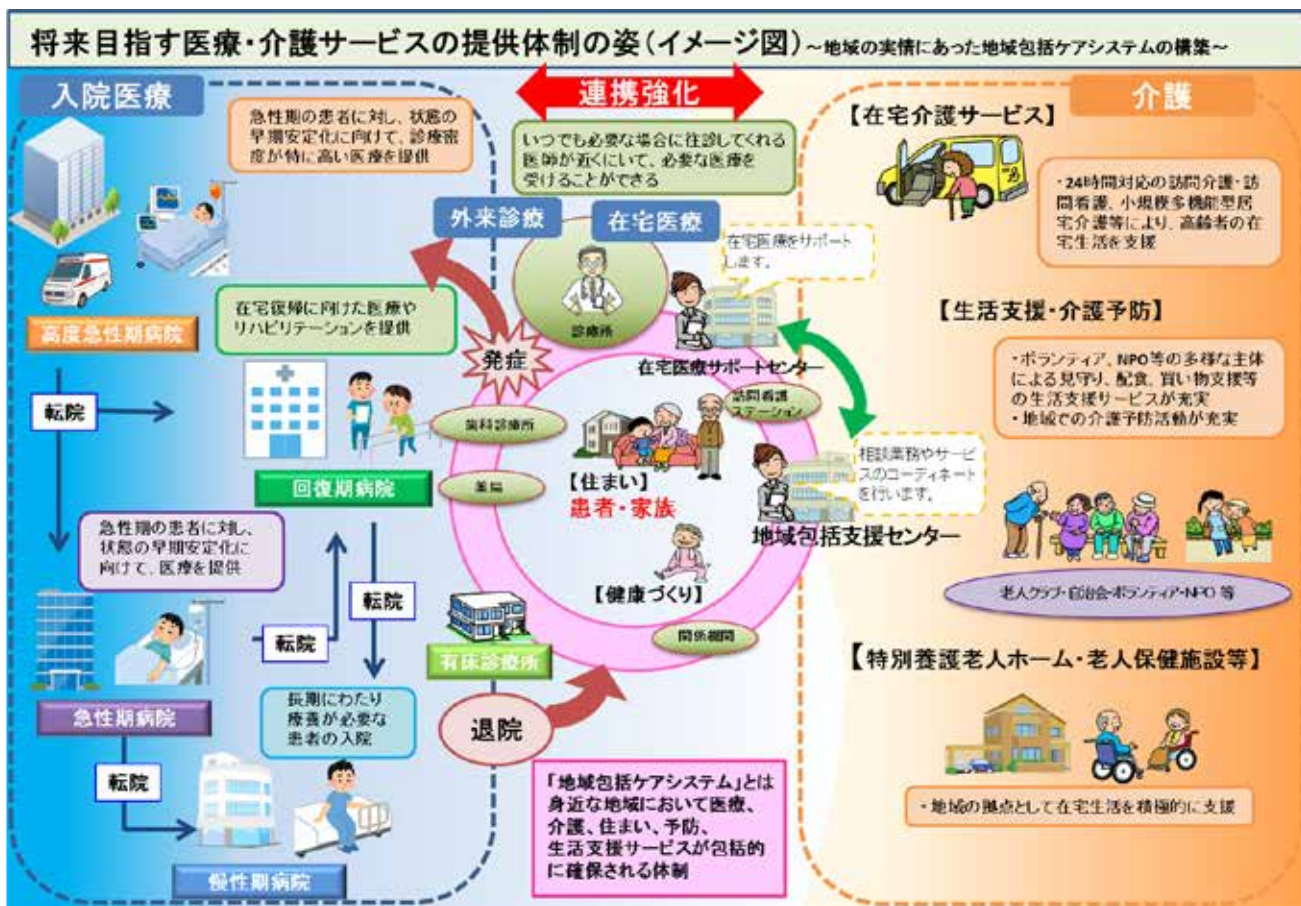 将来目指す医療・介護サービスの提供体制の姿(イメージ図)～地域の実情にあった地域包括ケアシステムの構築～
入院医療
急性期の患者に対し、状態の
早期安定化に向けて、診療密
度が特に高い医療を提供
高度急性期病院
転院
在宅復帰に向けた医療や
リハビリテーションを提供
回復期病院
急性期の患者に対し、
状態の早期安定化に
向けて、医療を提供
急性期病院
転院
転院
転院
長期にわたり
療養が必要な
患者の入院
慢性期病院
連携強化
いつでも必要な場合に往診してくれる
医師が近くにいて、必要な医療を
受けることができる
外来診療
在宅医療
在宅医療をサポート
します。
診療所
発症
在宅医療サポートセンター
訪問看護
ステーション
歯科診療所
薬局
【住まい】
患者・家族
相談業務やサービ
スのコーディネート
を行います。
地域包括支援センター
【健康づくり】
関係機関
有床診療所
退院
「地域包括ケアシステム」とは
身近な地域において医療、
介護、住まい、予防、
生活支援サービスが包括的
に確保される体制
介護
【在宅介護サービス】
・24時間対応の訪問介護・訪
問看護、小規模多機能型居
宅介護等により、高齢者の在
宅生活を支援
【生活支援・介護予防】
・ボランティア、NPO等の多様な主体
による見守り、配食、買い物支援等
の生活支援サービスが充実
・地域での介護予防活動が充実
老人クラブ・自治会・ボランティア・NPO 等
【特別養護老人ホーム・老人保健施設等】
・地域の拠点として在宅生活を積極的に支援